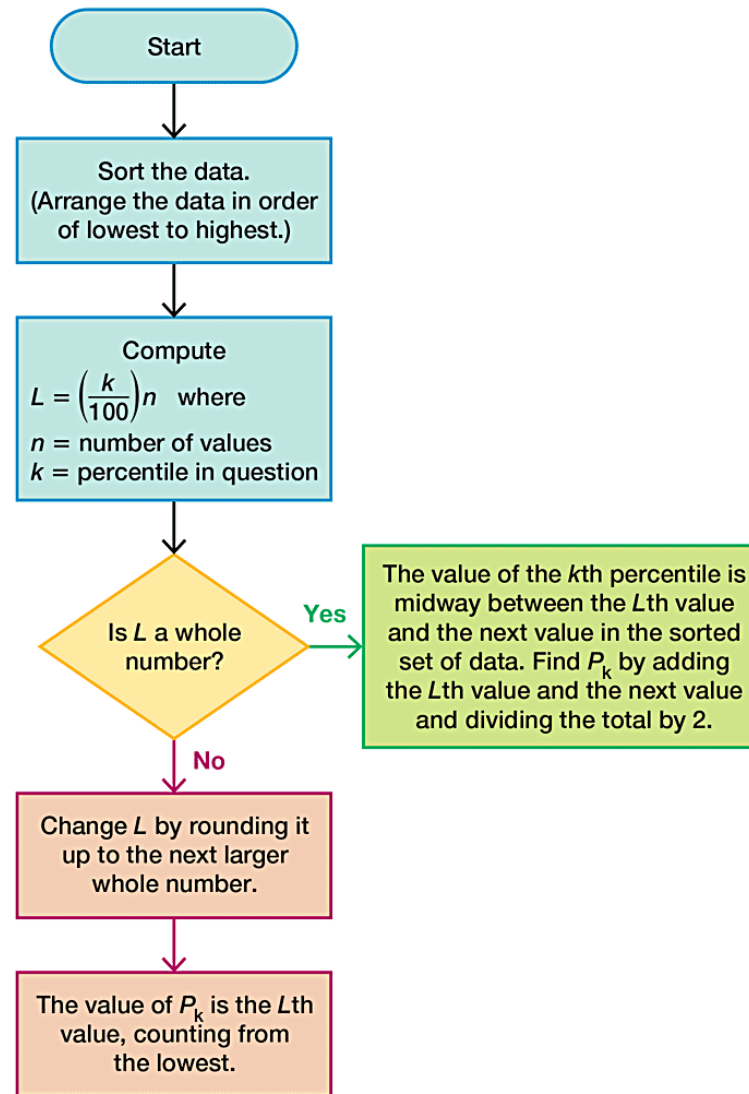 Start
Sort the data.
(Arrange the data in order
of lowest to highest.)
Compute
L = (k/100)n where
n = number of values
k = percentile in question
Is L a whole
number?
Yes
The value of the kth percentile is
midway between the Lth value
and the next value in the sorted
set of data. Find Pk by adding
the Lth value and the next value
and dividing the total by 2.
No
Change L by rounding it
up to the next larger
whole number.
The value of Pk is the Lth
value, counting from
the lowest.